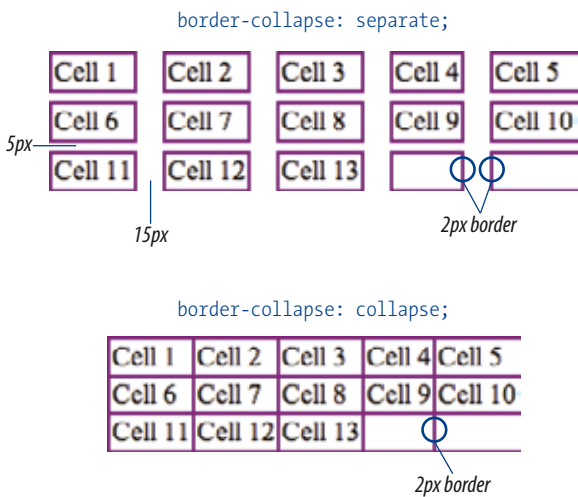 border-collapse: separate;
Cell 1 Cell 2 Cell 3 Cell 4 Cell 5
Cell 6 Cell 7 Cell 8 Cell 9 Cell 10
5px
Cell 11 Cell 12 Cell 13
15px
2px border
border-collapse: collapse;
Cell 1 Cell 2 Cell 3 Cell 4 Cell 5
Cell 6 Cell 7 Cell 8 Cell 9 Cell 10
Cell 11 Cell 12 Cell 13
2px border